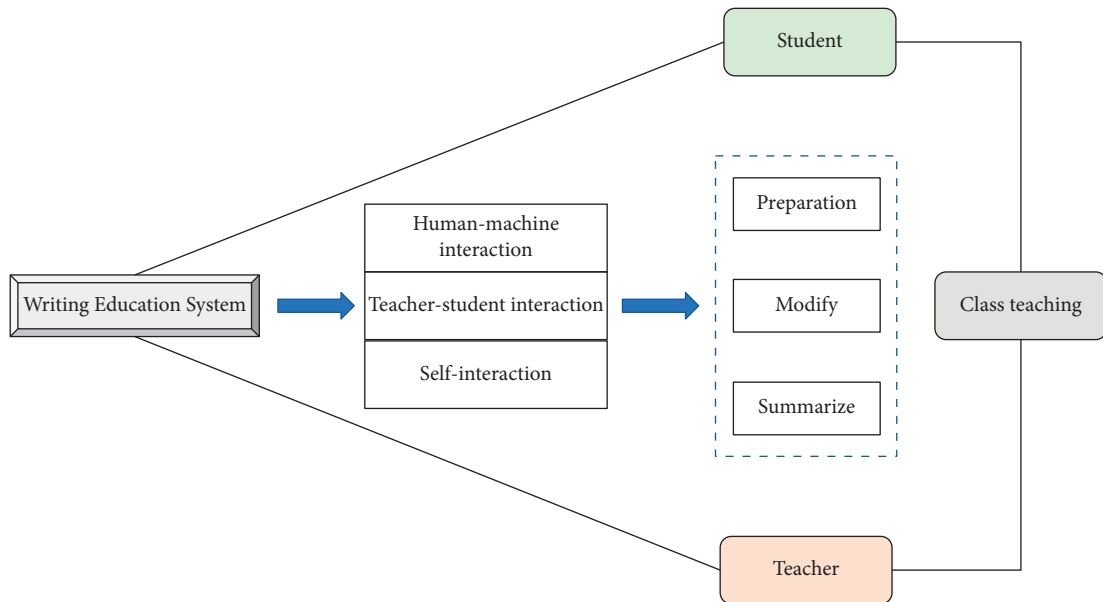 Student
Preparation
Human-machine
interaction
Writing Education System
Teacher-student interaction
Modify
Class teaching
Self-interaction
Summarize
Teacher